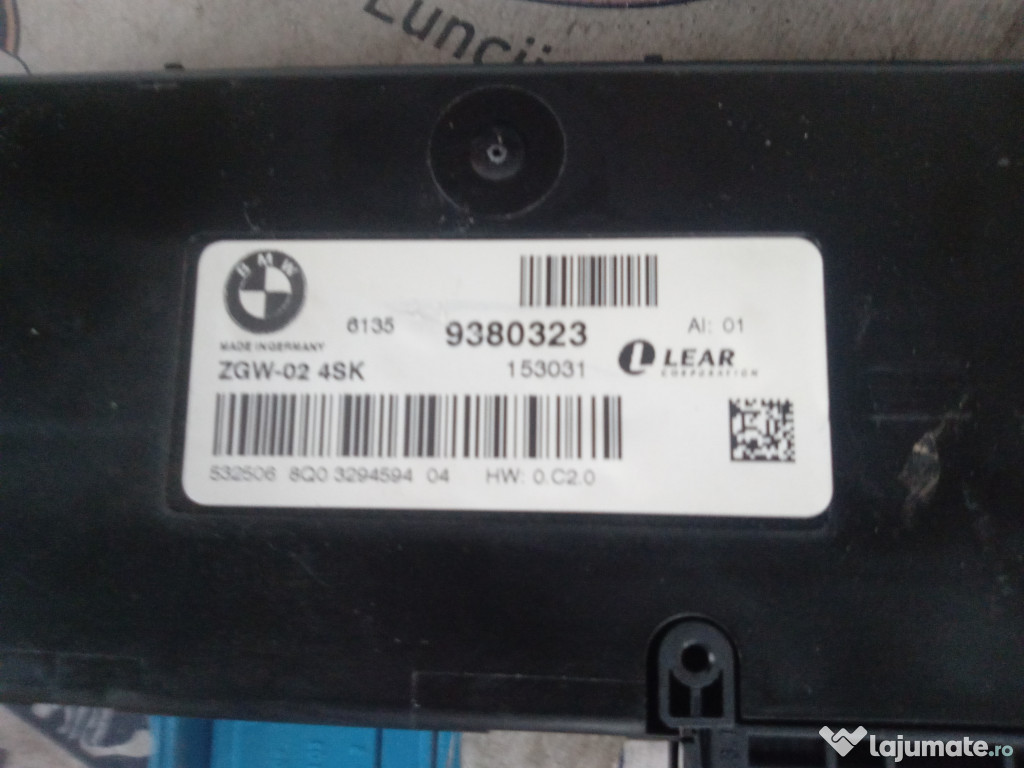 Luncii
BMW
6135 9380323 AI: 01
MADE IN GERMANY
ZGW-02 4SK 153031 LEAR
CORPORATION
532506 8Q0 3294594 04 HW: 0.C2.0
lajumate.ro